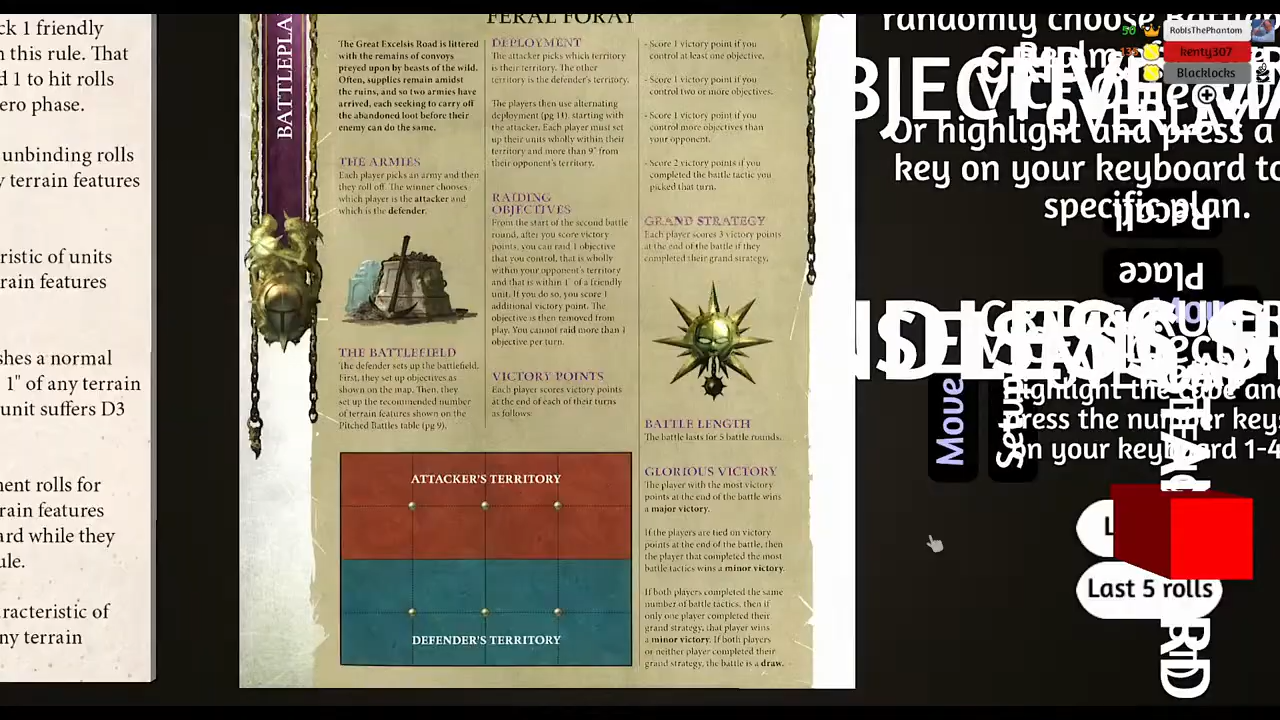 ck 1 friendly
n this rule. That
d 1 to hit rolls
ero phase.
unbinding rolls
y terrain features
ristic of units
rain features
shes a normal
1" of any terrain
unit suffers D3
ent rolls for
rain features
ard while they
ule.
aracteristic of
ny terrain
BATTLEPLA
FERAL FORAY
The Great Excelsis Road is littered
with the remains of convoys
preyed upon by beasts of the wild.
Often, supplies remain amidst
the ruins, and so two armies have
arrived, each seeking to carry off
the abandoned loot before their
enemy can do the same.
THE ARMIES
Each player picks an army and then
they roll off. The winner chooses
which player is the attacker and
which is the defender.
THE BATTLEFIELD
The defender sets up the battlefield.
First, they set up objectives as
shown on the map. Then, they
set up the recommended number
of terrain features shown on the
Pitched Battles table (pg 9).
DEPLOYMENT
The attacker picks which territory
is their territory. The other
territory is the defender's territory.
The players then use alternating
deployment (pg 11), starting with
the attacker. Each player must set
up their units wholly within their
territory and more than 9" from
their opponent's territory.
RAIDING
OBJECTIVES
From the start of the second battle
round, after you score victory
points, you can raid 1 objective
that you control, that is wholly
within your opponent's territory
and that is within 1" of a friendly
unit. If you do so, you score 1
additional victory point. The
objective is then removed from
play. You cannot raid more than 1
objective per turn.
VICTORY POINTS
Each player scores victory points
at the end of each of their turns
as follows:
- Score 1 victory point if you
control at least one objective.
- Score 1 victory point if you
control two or more objectives.
- Score 1 victory point if you
control more objectives than
your opponent.
- Score 2 victory points if you
completed the battle tactic you
picked that turn.
GRAND STRATEGY
Each player scores 3 victory points
at the end of the battle if they
completed their grand strategy.
BATTLE LENGTH
The battle lasts for 5 battle rounds.
GLORIOUS VICTORY
The player with the most victory
points at the end of the battle wins
a major victory.
If the players are tied on victory
points at the end of the battle, then
the player that completed the most
battle tactics wins a minor victory.
If both players completed the same
number of battle tactics, then if
only one player completed their
grand strategy, that player wins
a minor victory. If both players
or neither player completed their
grand strategy, the battle is a draw.
ATTACKER'S TERRITORY
DEFENDER'S TERRITORY
RobIsThePhantom
kenty307
Blacklocks
randomly choose
Or highlight and press a
key on your keyboard to
specific plan.
Recall
Place
Move
Setup
highlight the cube and
press the number key
on your keyboard 1-4
Last 5 rolls